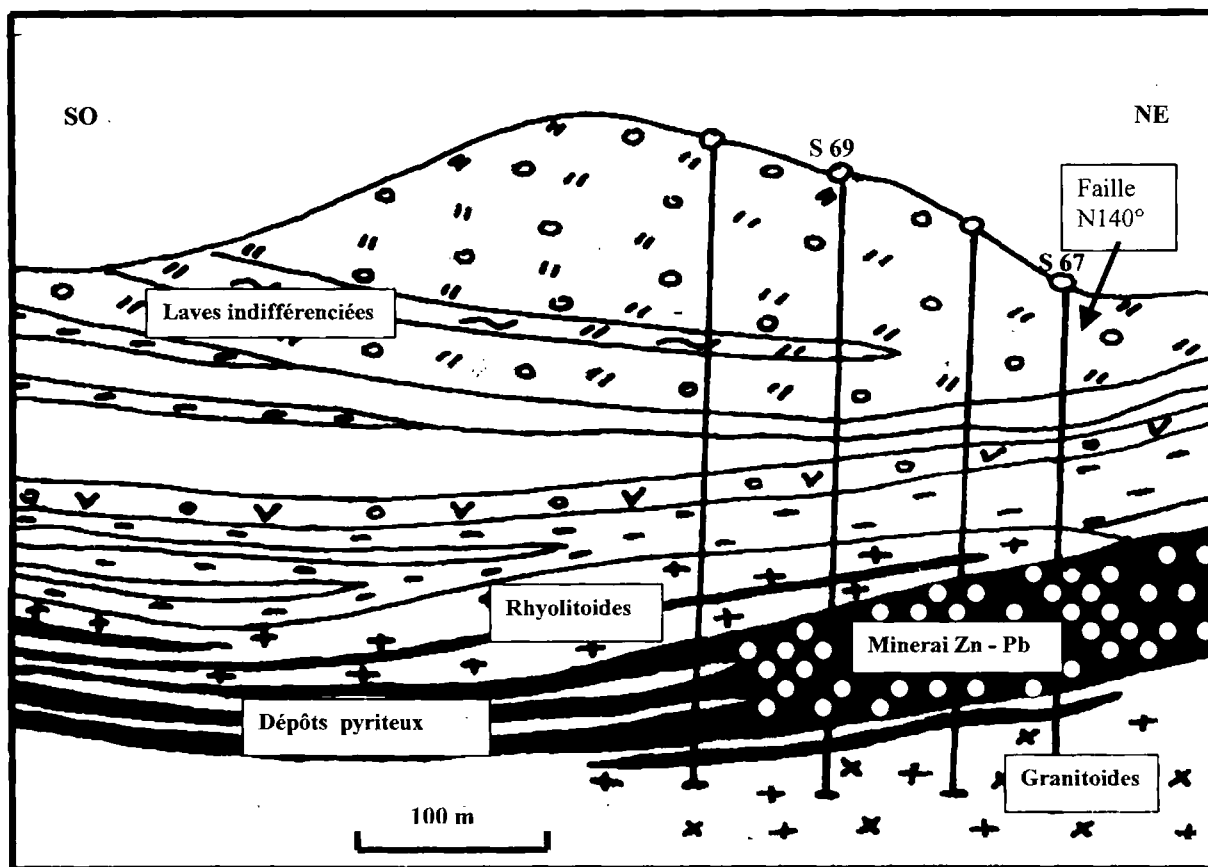 SO
NE
S 69
Faille
N140°
S 67
Laves indifférenciées
Rhyolitoides
Minerai Zn - Pb
Dépôts pyriteux
Granitoides
100 m